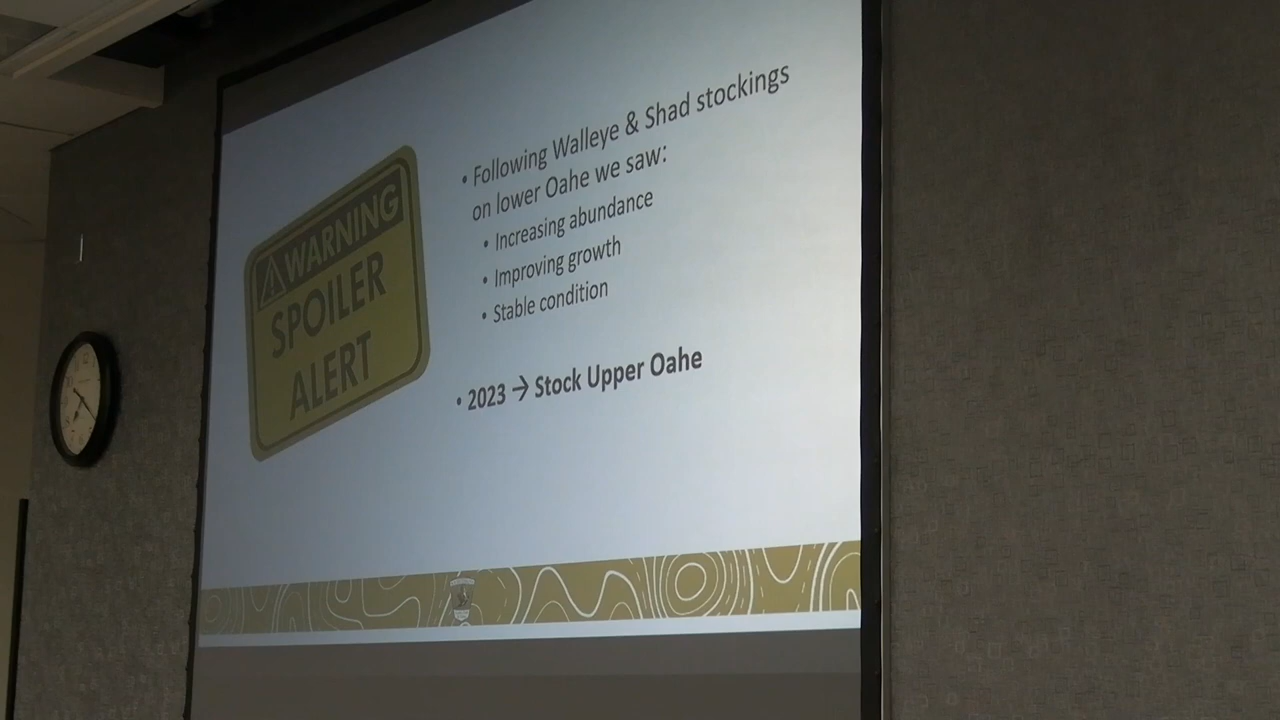 WARNING
SPOILER
ALERT
• Following Walleye & Shad stockings
on lower Oahe we saw:
• Increasing abundance
• Improving growth
• Stable condition
• 2023 → Stock Upper Oahe